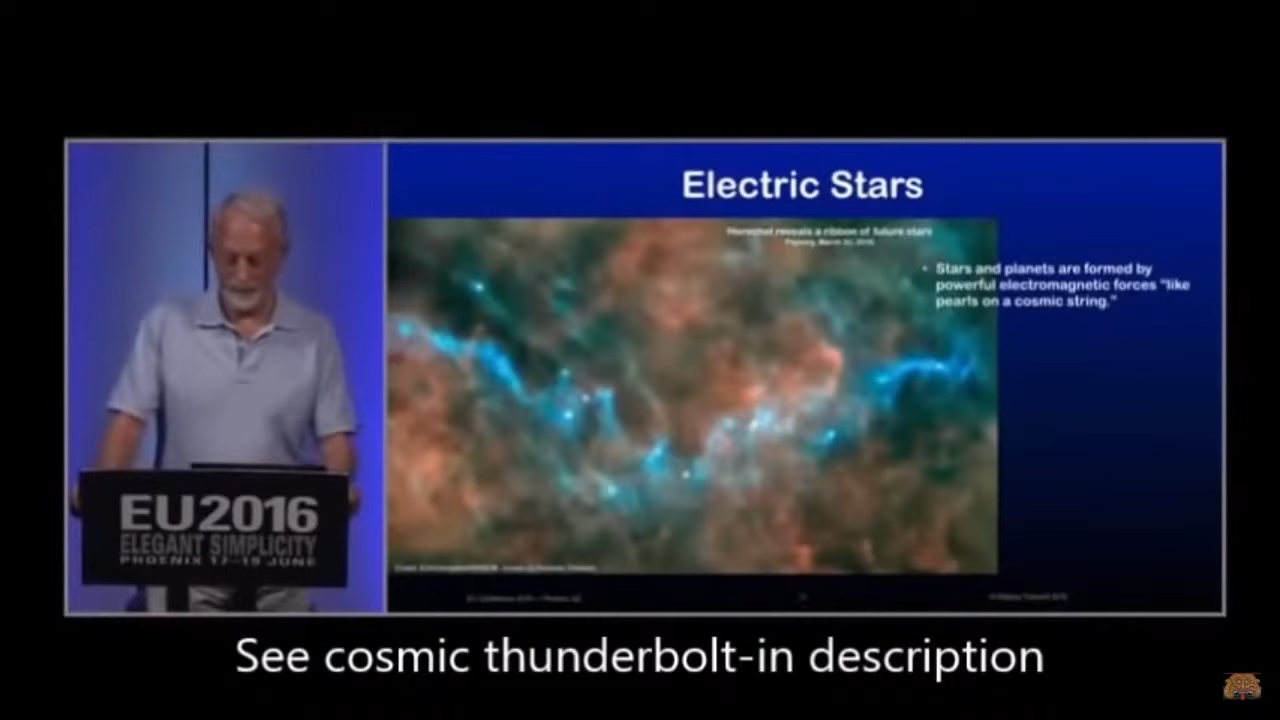 Electric Stars
Herschel reveals a ribbon of future stars
• Stars and planets are formed by
powerful electromagnetic forces "like
pearls on a cosmic string."
EU2016
ELEGANT SIMPLICITY
PHOENIX 17–19 JUNE
See cosmic thunderbolt-in description